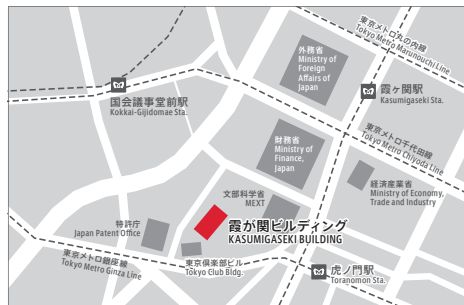 東京メトロ丸の内線
Tokyo Metro Marunouchi Line
外務省
Ministry of
Foreign
Affairs of
Japan
国会議事堂前駅
Kokkai-Gijidomae Sta.
霞ヶ関駅
Kasumigaseki Sta.
東京メトロ千代田線
Tokyo Metro Chiyoda Line
財務省
Ministry of
Finance,
Japan
経済産業省
Ministry of Economy,
Trade and Industry
文部科学省
MEXT
特許庁
Japan Patent Office
霞が関ビルディング
KASUMIGASEKI BUILDING
東京メトロ銀座線
Tokyo Metro Ginza Line
東京倶楽部ビル
Tokyo Club Bldg.
虎ノ門駅
Toranomon Sta.